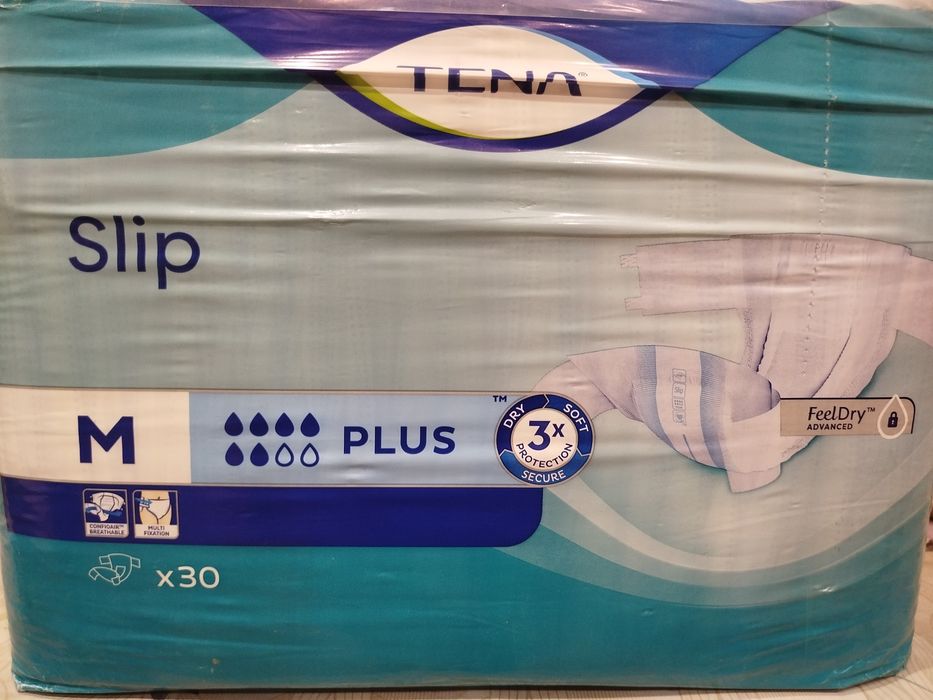 TENA®
Slip
M
PLUS
™
DRY
SOFT
SECURE
3x
PROTECTION
FeelDry™
ADVANCED
CONFIOAIR™
BREATHABLE
MULTI
FIXATION
x30